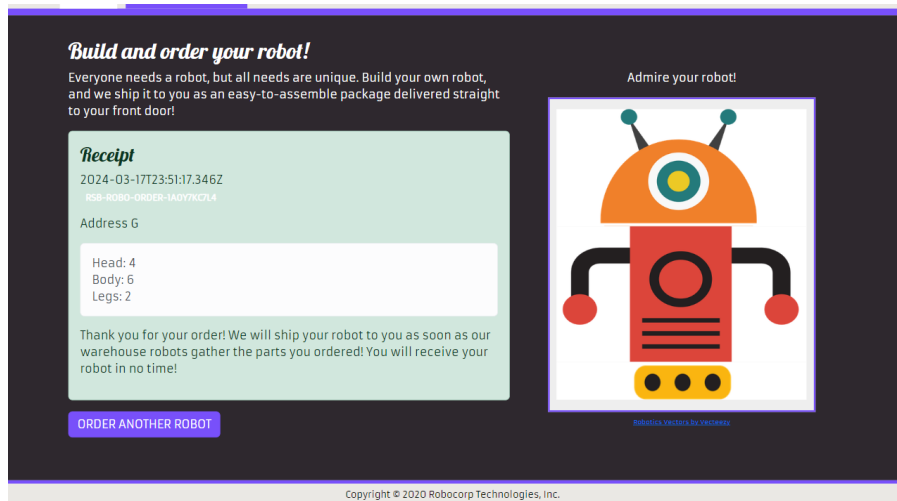 Build and order your robot!
Everyone needs a robot, but all needs are unique. Build your own robot,
and we ship it to you as an easy-to-assemble package delivered straight
to your front door!
Receipt
2024-03-17T23:51:17.346Z
RSB-ROBO-ORDER-1AOY7KC7L4
Address G
Head: 4
Body: 6
Legs: 2
Thank you for your order! We will ship your robot to you as soon as our
warehouse robots gather the parts you ordered! You will receive your
robot in no time!
ORDER ANOTHER ROBOT
Admire your robot!
Robotics Vectors by Vecteezy
Copyright © 2020 Robocorp Technologies, Inc.